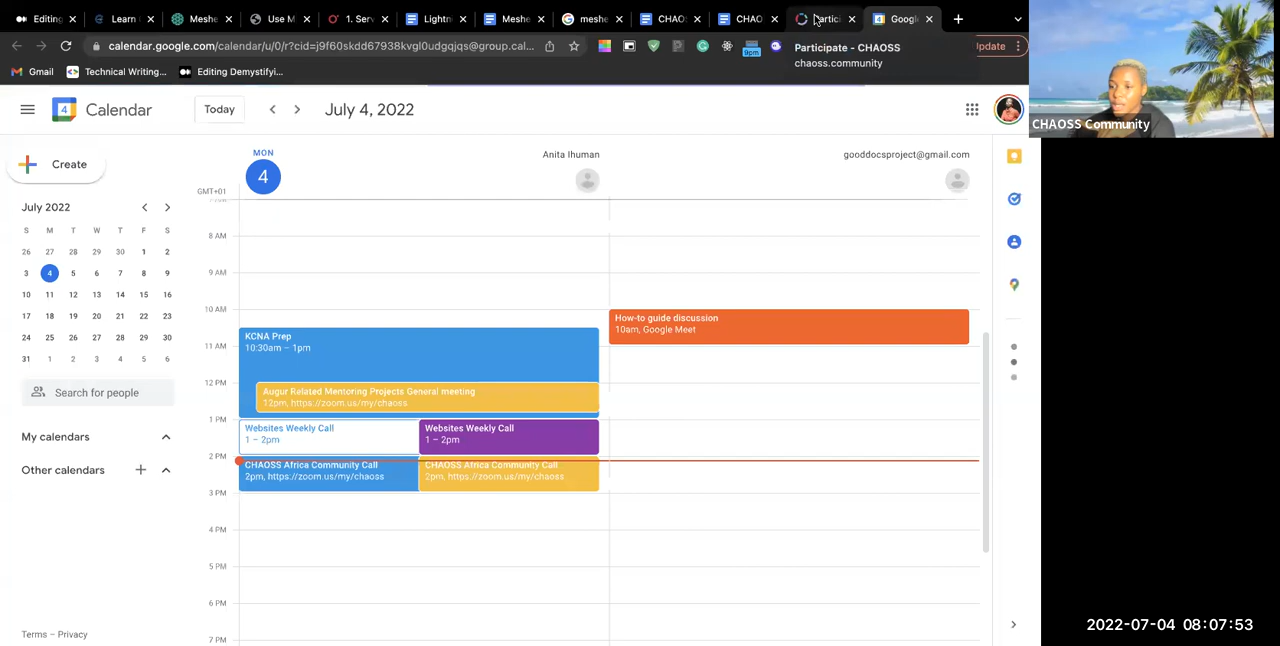 Editing
Learn
Meshe
Use M
1. Serv
Lightn
Meshe
meshe
CHAO
CHAO
Partici
Google
calendar.google.com/calendar/u/0/r?cid=j9f60skdd67938kvgl0udgqjqs@group.cal...
9pm
Participate - CHAOSS
chaoss.community
Update
Gmail
Technical Writing...
Editing Demystifyi...
4
Calendar
Today
July 4, 2022
CHAOSS Community
Create
MON
4
Anita Ihuman
gooddocsproject@gmail.com
GMT+01
July 2022
S M T W T F S
26 27 28 29 30 1 2
3 4 5 6 7 8 9
10 11 12 13 14 15 16
17 18 19 20 21 22 23
24 25 26 27 28 29 30
31 1 2 3 4 5 6
Search for people
My calendars
Other calendars
Terms – Privacy
8 AM
9 AM
10 AM
11 AM
12 PM
1 PM
2 PM
3 PM
4 PM
5 PM
6 PM
7 PM
KCNA Prep
10:30am – 1pm
Augur Related Mentoring Projects General meeting
12pm, https://zoom.us/my/chaoss
Websites Weekly Call
1 – 2pm
Websites Weekly Call
1 – 2pm
CHAOSS Africa Community Call
2pm, https://zoom.us/my/chaoss
CHAOSS Africa Community Call
2pm, https://zoom.us/my/chaoss
How-to guide discussion
10am, Google Meet
2022-07-04 08:07:53